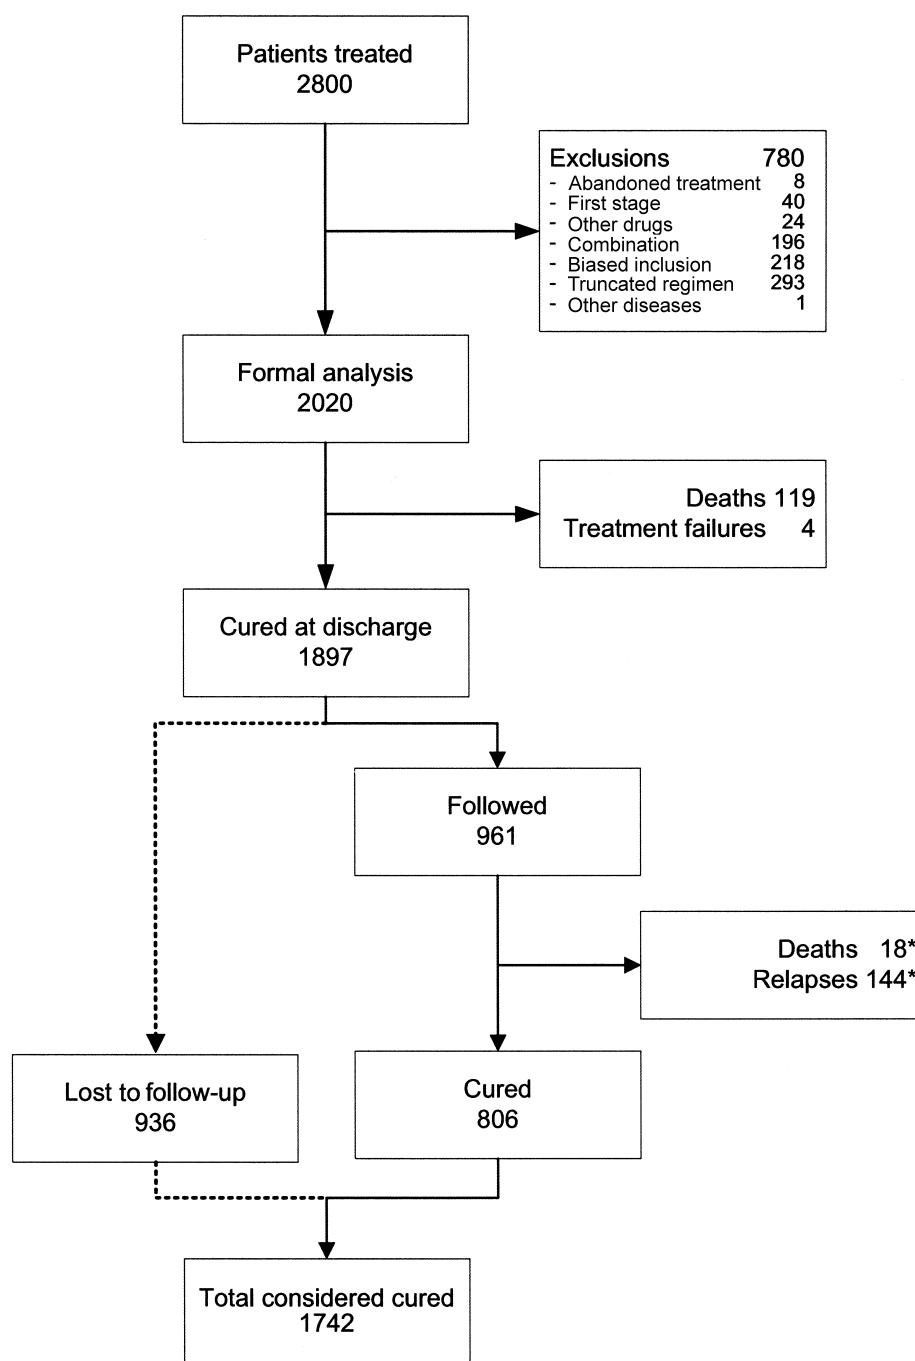 Patients treated
2800
Exclusions 780
- Abandoned treatment 8
- First stage 40
- Other drugs 24
- Combination 196
- Biased inclusion 218
- Truncated regimen 293
- Other diseases 1
Formal analysis
2020
Deaths 119
Treatment failures 4
Cured at discharge
1897
Followed
961
Deaths 18*
Relapses 144*
Lost to follow-up
936
Cured
806
Total considered cured
1742